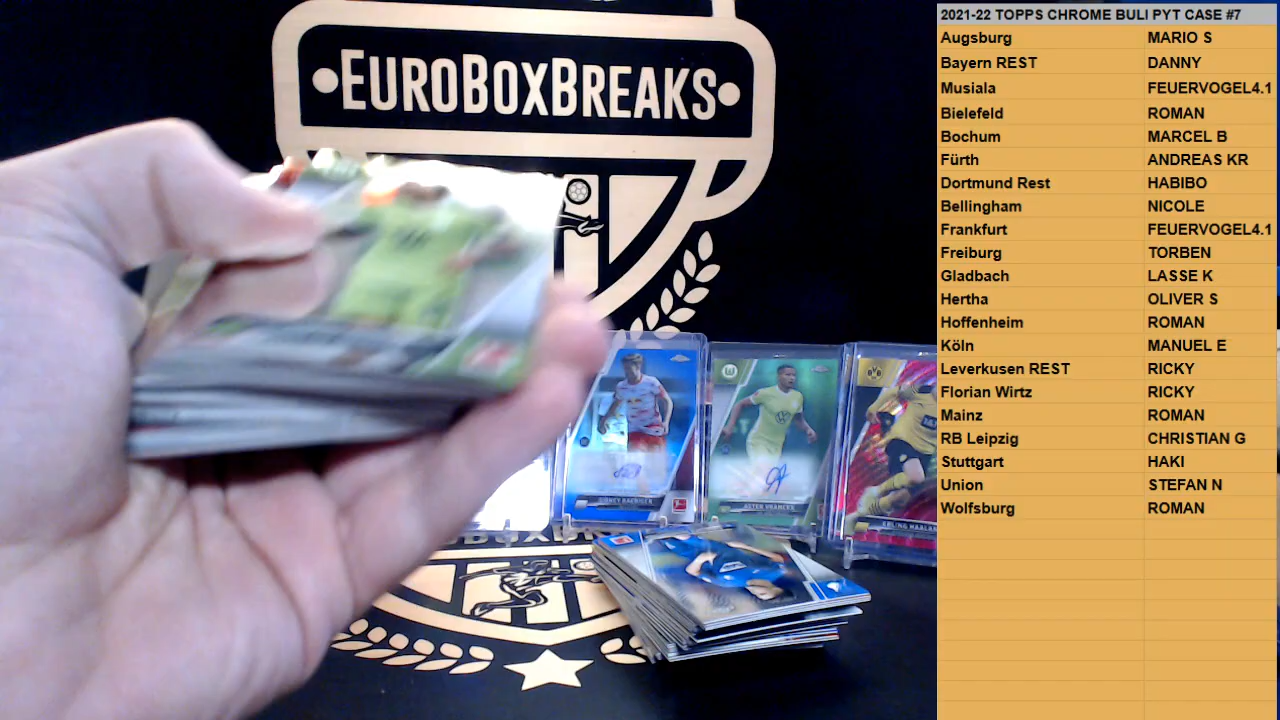 •EUROBOXBREAKS•
2021-22 TOPPS CHROME BULI PYT CASE #7
Augsburg MARIO S
Bayern REST DANNY
Musiala FEUERVOGEL4.1
Bielefeld ROMAN
Bochum MARCEL B
Fürth ANDREAS KR
Dortmund Rest HABIBO
Bellingham NICOLE
Frankfurt FEUERVOGEL4.1
Freiburg TORBEN
Gladbach LASSE K
Hertha OLIVER S
Hoffenheim ROMAN
Köln MANUEL E
Leverkusen REST RICKY
Florian Wirtz RICKY
Mainz ROMAN
RB Leipzig CHRISTIAN G
Stuttgart HAKI
Union STEFAN N
Wolfsburg ROMAN
BVB
ERLING HAALAN